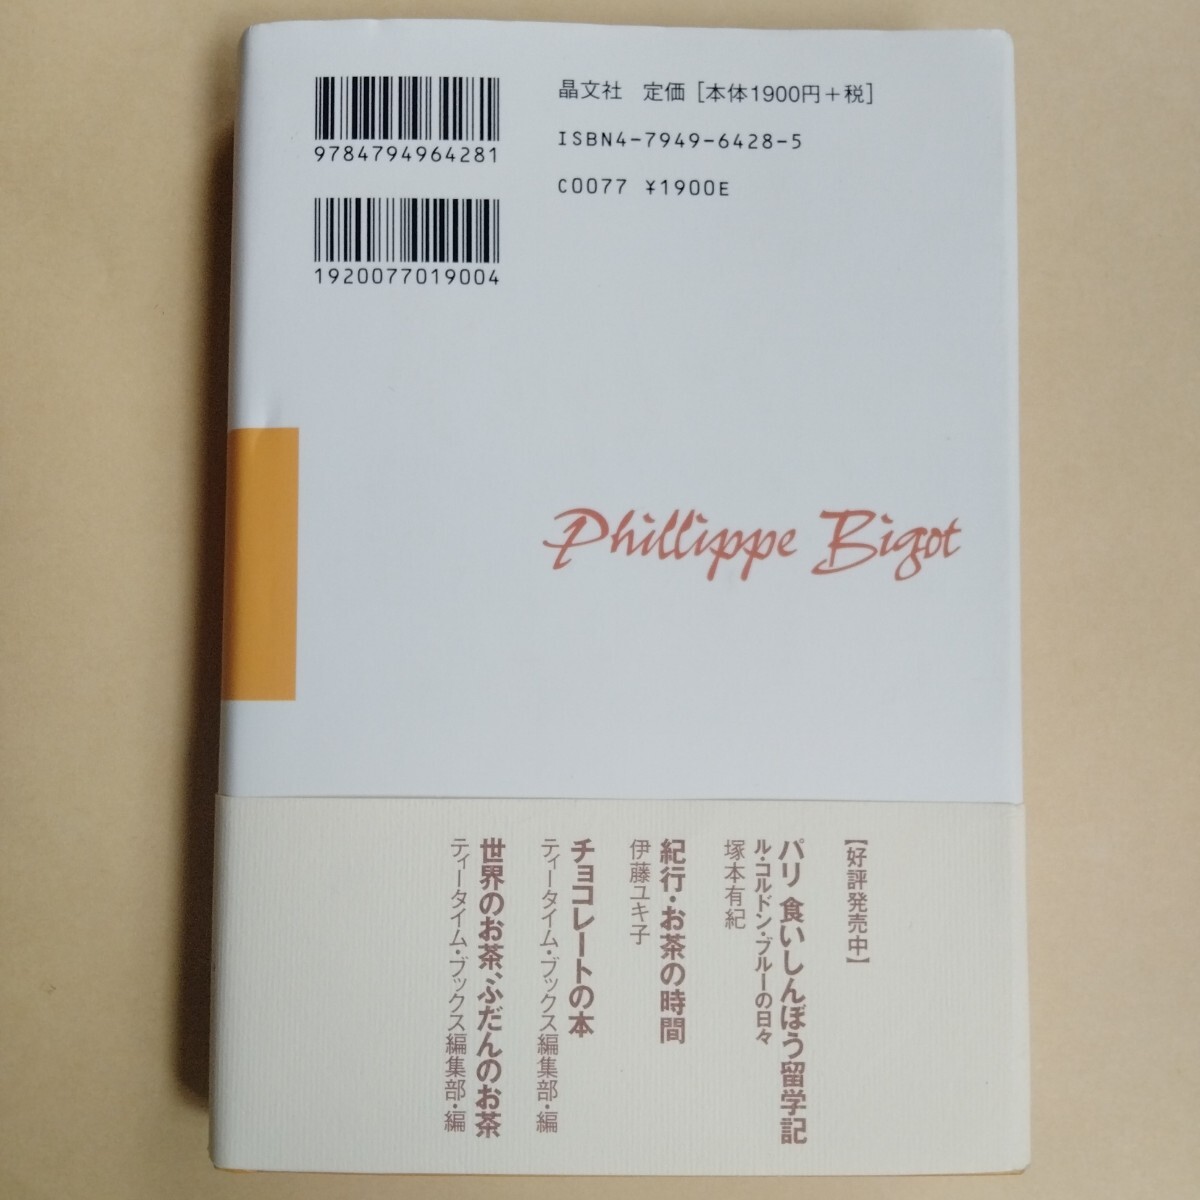 9784794964281
1920077019004
晶文社 定価 [本体1900円+税]
ISBN4-7949-6428-5
C0077 ¥1900E
Phillippe Bigot
【好評発売中】
パリ 食いしんぼう留学記
ル・コルドン・ブルーの日々
塚本有紀
紀行・お茶の時間
伊藤ユキ子
チョコレートの本
ティータイム・ブックス編集部・編
世界のお茶、ふだんのお茶
ティータイム・ブックス編集部・編